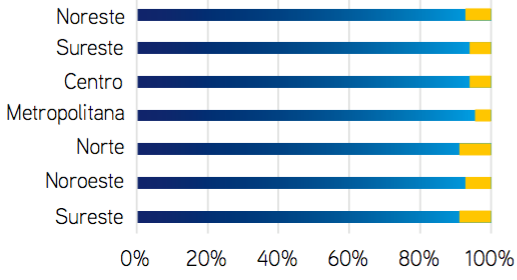 Noreste
Sureste
Centro
Metropolitana
Norte
Noroeste
Sureste
0% 20% 40% 60% 80% 100%